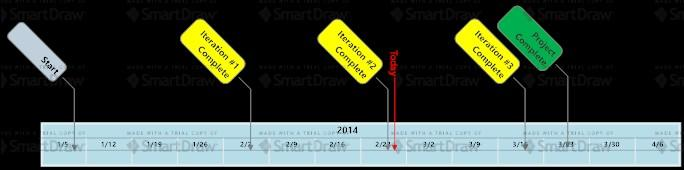 Start
Iteration #1
Complete
Iteration #2
Complete
Today
Iteration #3
Complete
Project
Complete
MADE WITH A TRIAL COPY OF
SmartDraw
2014
1/5 1/12 1/19 1/26 2/2 2/9 2/16 2/23 3/2 3/9 3/16 3/23 3/30 4/6